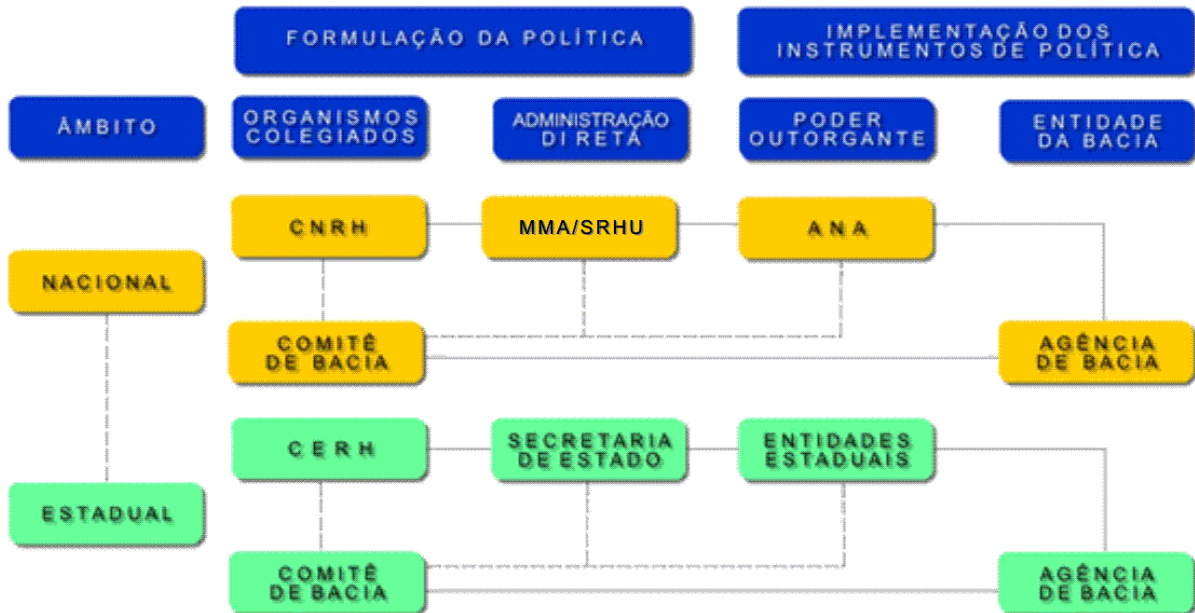 FORMULAÇÃO DA POLÍTICA
IMPLEMENTAÇÃO DOS
INSTRUMENTOS DE POLÍTICA
ÂMBITO
ORGANISMOS
COLEGIADOS
ADMINISTRAÇÃO
DIRETA
PODER
OUTORGANTE
ENTIDADE
DA BACIA
NACIONAL
CNRH
MMA/SRHU
ANA
COMITÊ
DE BACIA
AGÊNCIA
DE BACIA
ESTADUAL
CERH
SECRETARIA
DE ESTADO
ENTIDADES
ESTADUAIS
COMITÊ
DE BACIA
AGÊNCIA
DE BACIA